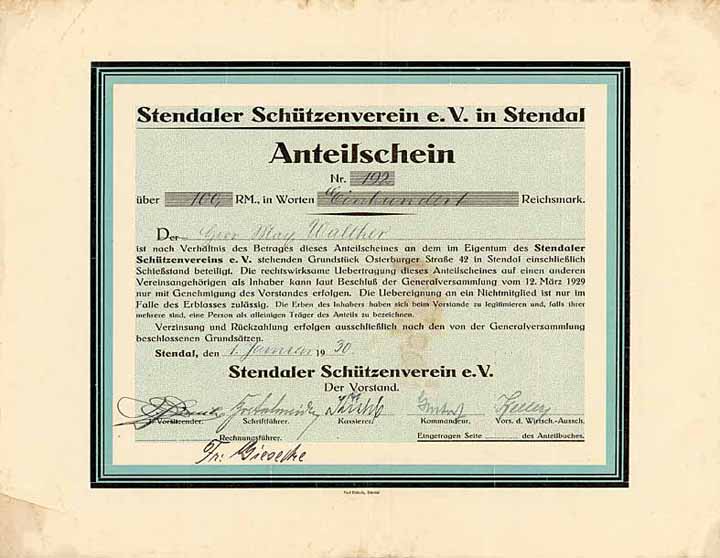 Stendaler Schützenverein e. V. in Stendal
Anteilschein
Nr. 192
über 100, RM., in Worten Einhundert Reichsmark.
Der Herr Max Walther
ist nach Verhältnis des Betrages dieses Anteilscheines an dem im Eigentum des Stendaler
Schützenvereins e. V. stehenden Grundstück Osterburger Straße 42 in Stendal einschließlich
Schießstand beteiligt. Die rechtswirksame Uebertragung dieses Anteilscheines auf einen anderen
Vereinsangehörigen als Inhaber kann laut Beschluß der Generalversammlung vom 12. März 1929
nur mit Genehmigung des Vorstandes erfolgen. Die Uebereignung an ein Nichtmitglied ist nur im
Falle des Erblasses zulässig. Die Erben des Inhabers haben sich beim Vorstande zu legitimieren und, falls ihrer
mehrere sind, eine Person als alleinigen Träger des Anteils zu bezeichnen.
Verzinsung und Rückzahlung erfolgen ausschließlich nach den von der Generalversammlung
beschlossenen Grundsätzen.
Stendal, den 1. Januar 1930.
Stendaler Schützenverein e. V.
Der Vorstand.
Vorsitzender. Schriftführer. Kassierer. Kommandeur. Vors. d. Wirtsch.-Aussch.
Rechnungsführer. Eingetragen Seite des Anteilbuches.
Fr. Giesecke